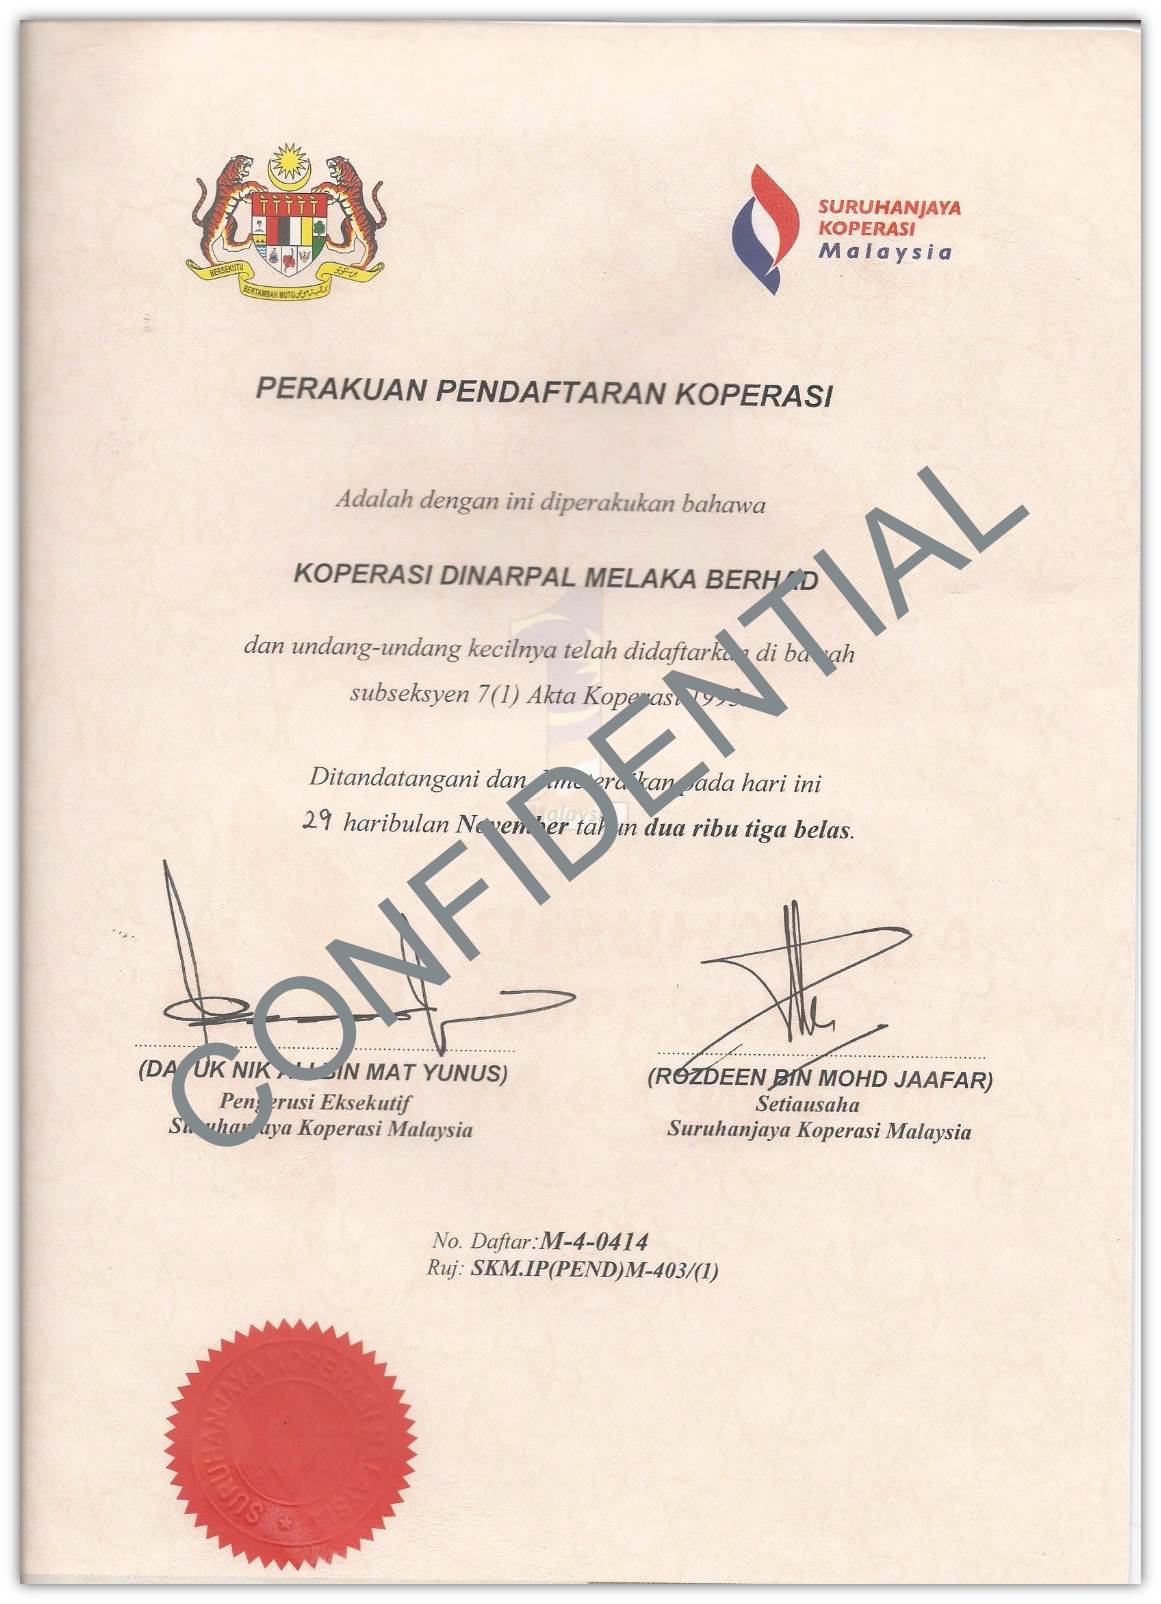 BERSEKUTU
BERTAMBAH MUTU
SURUHANJAYA
KOPERASI
Malaysia
PERAKUAN PENDAFTARAN KOPERASI
Adalah dengan ini diperakukan bahawa
KOPERASI DINARPAL MELAKA BERHAD
dan undang-undang kecilnya telah didaftarkan di bawah
subseksyen 7(1) Akta Koperasi 1993.
Ditandatangani dan dimeteraikan pada hari ini
29 haribulan November tahun dua ribu tiga belas.
CONFIDENTIAL
(DATUK NIK ALI BIN MAT YUNUS)
Pengerusi Eksekutif
Suruhanjaya Koperasi Malaysia
(ROZDEEN BIN MOHD JAAFAR)
Setiausaha
Suruhanjaya Koperasi Malaysia
No. Daftar:M-4-0414
Ruj: SKM.IP(PEND)M-403/(1)
SURUHANJAYA KOPERASI MALAYSIA